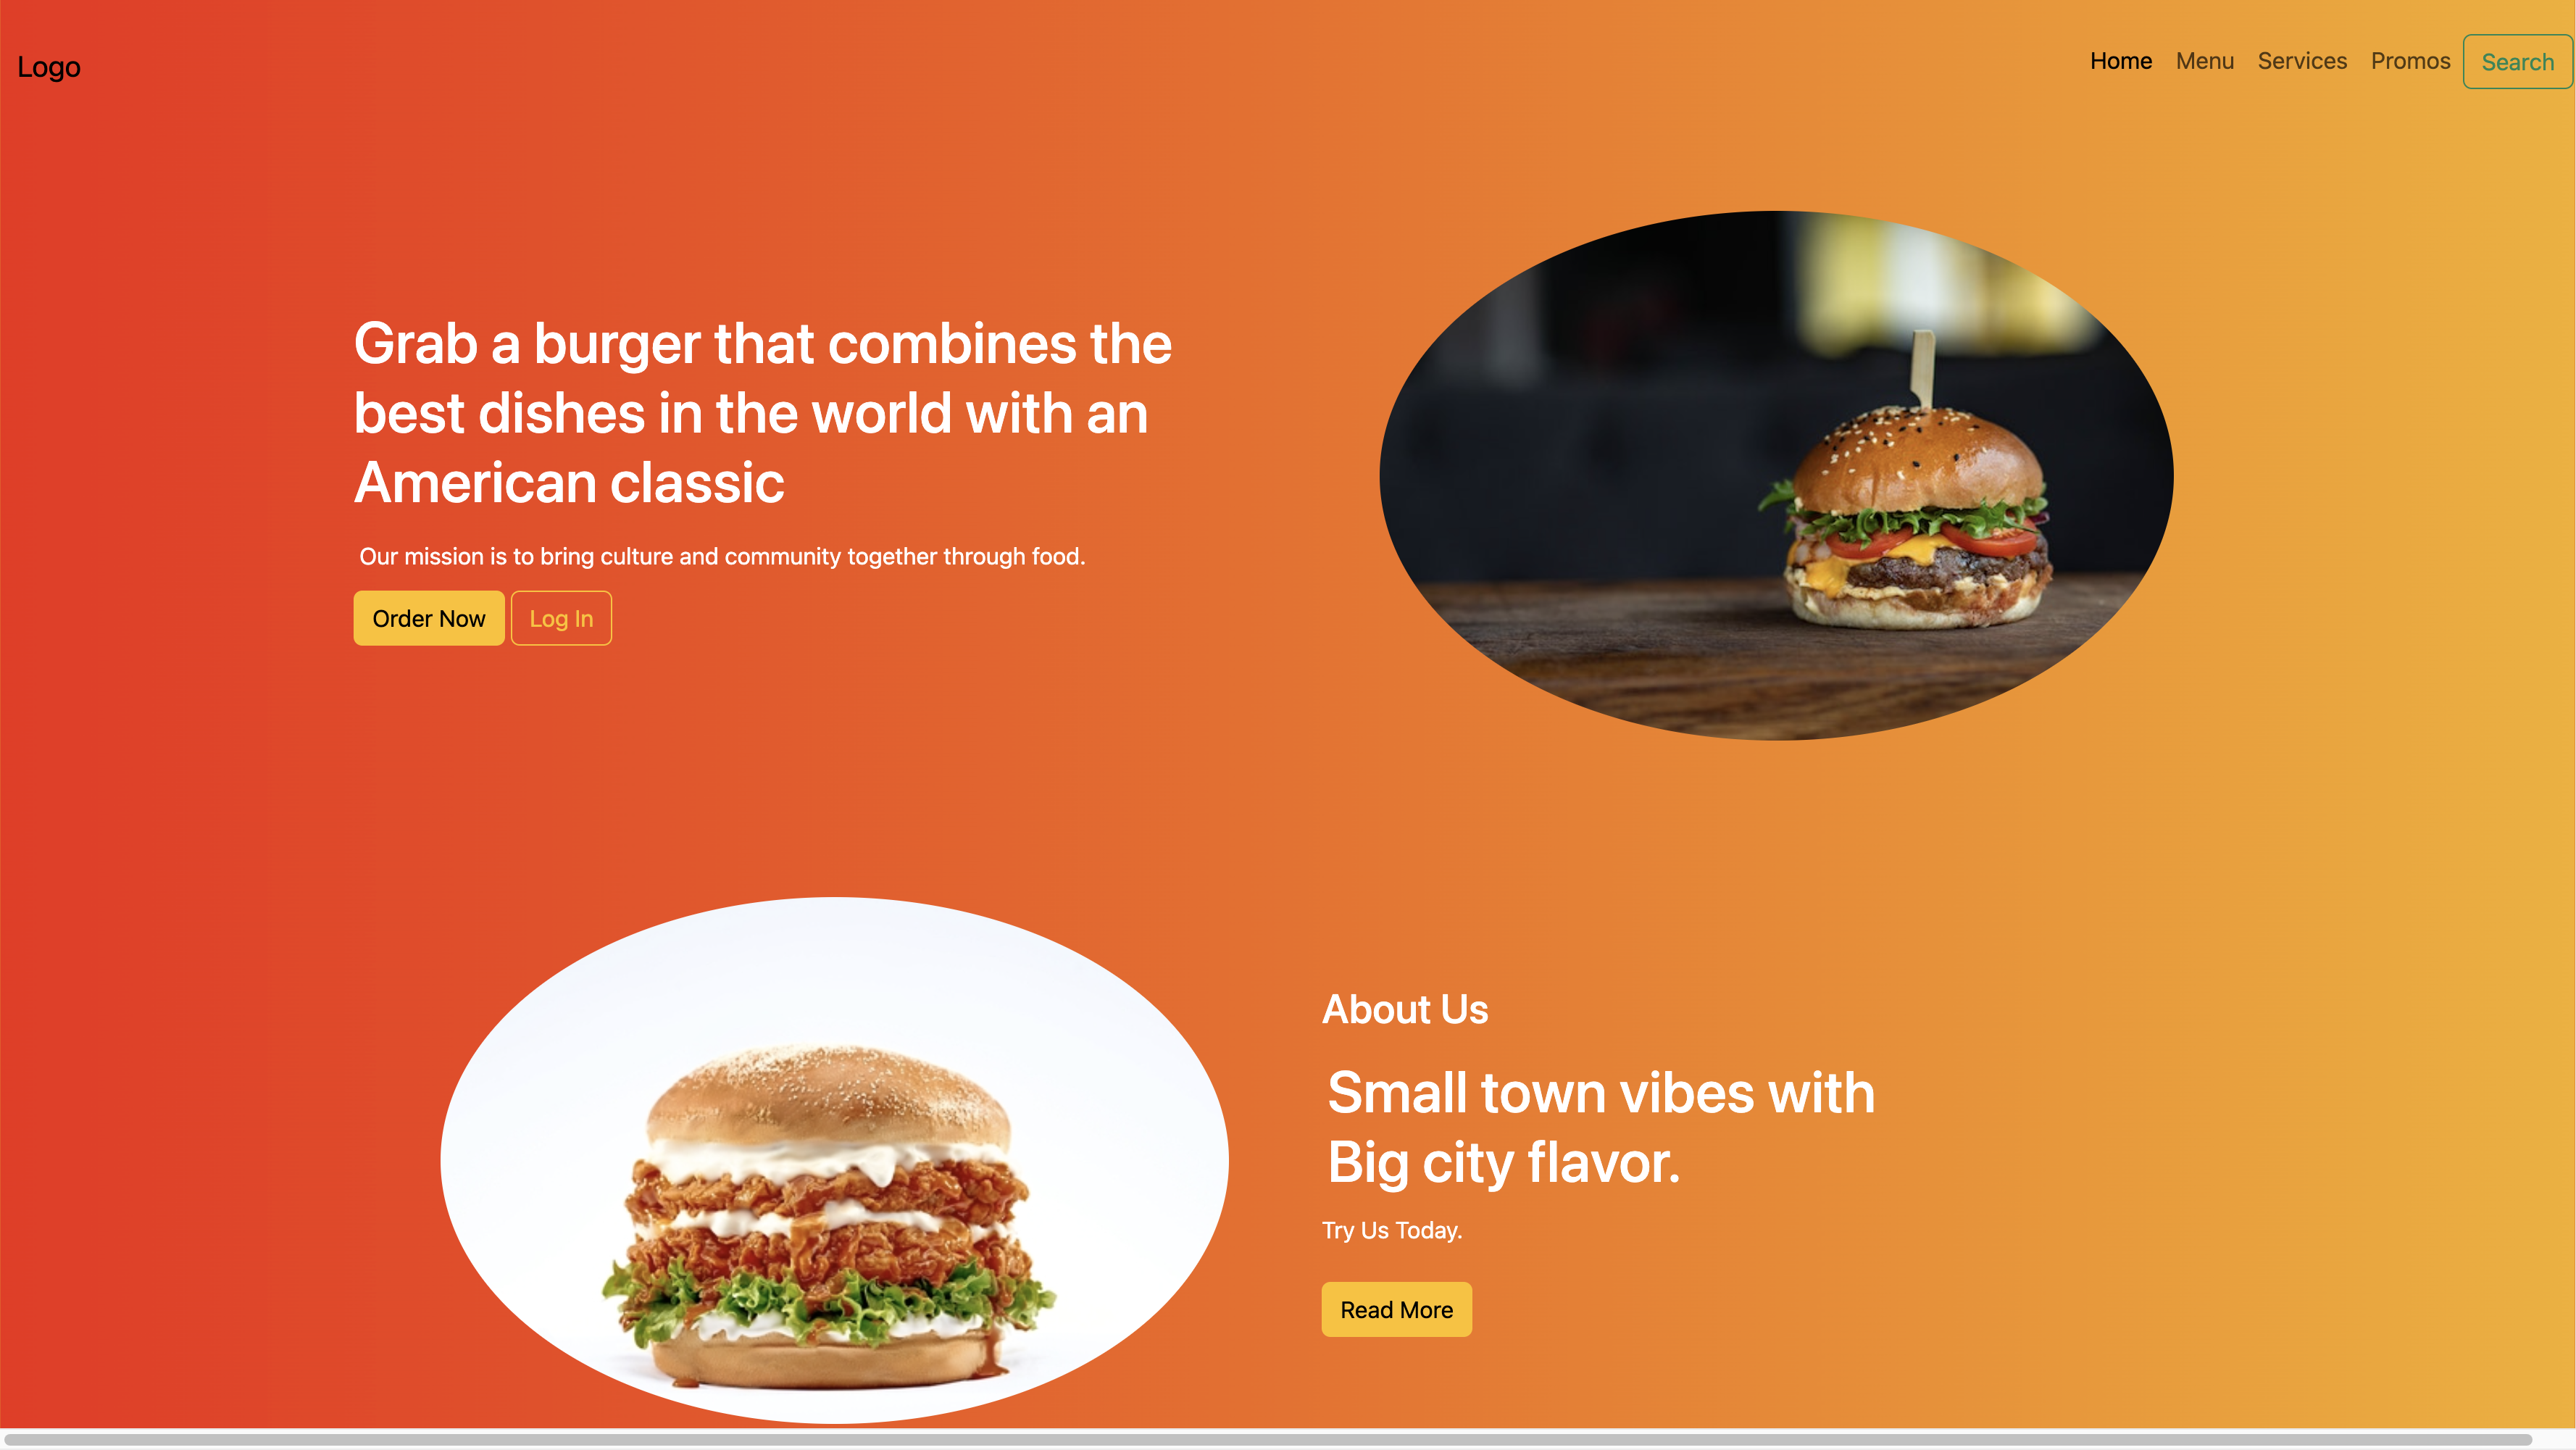 Logo
Home Menu Services Promos Search
Grab a burger that combines the
best dishes in the world with an
American classic
Our mission is to bring culture and community together through food.
Order Now Log In
About Us
Small town vibes with
Big city flavor.
Try Us Today.
Read More